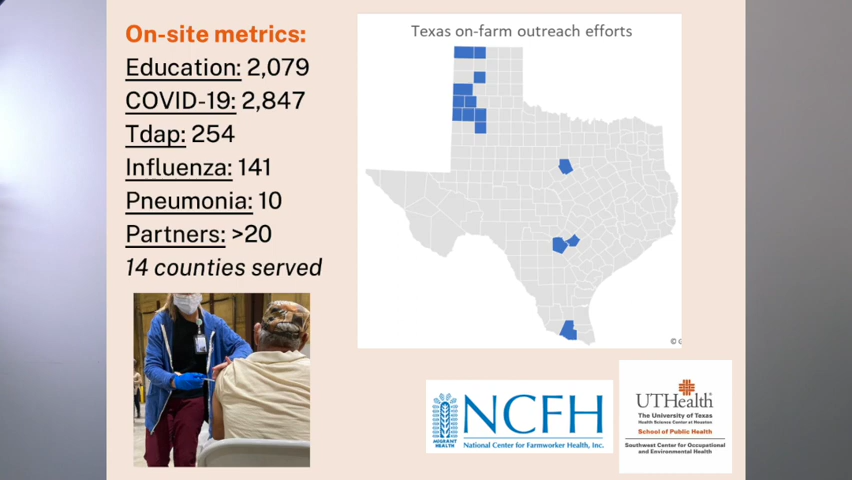 On-site metrics:
Education: 2,079
COVID-19: 2,847
Tdap: 254
Influenza: 141
Pneumonia: 10
Partners: >20
14 counties served
Texas on-farm outreach efforts
©
MIGRANT
HEALTH
NCFH
National Center for Farmworker Health, Inc.
UTHealth
The University of Texas
Health Science Center at Houston
School of Public Health
Southwest Center for Occupational
and Environmental Health